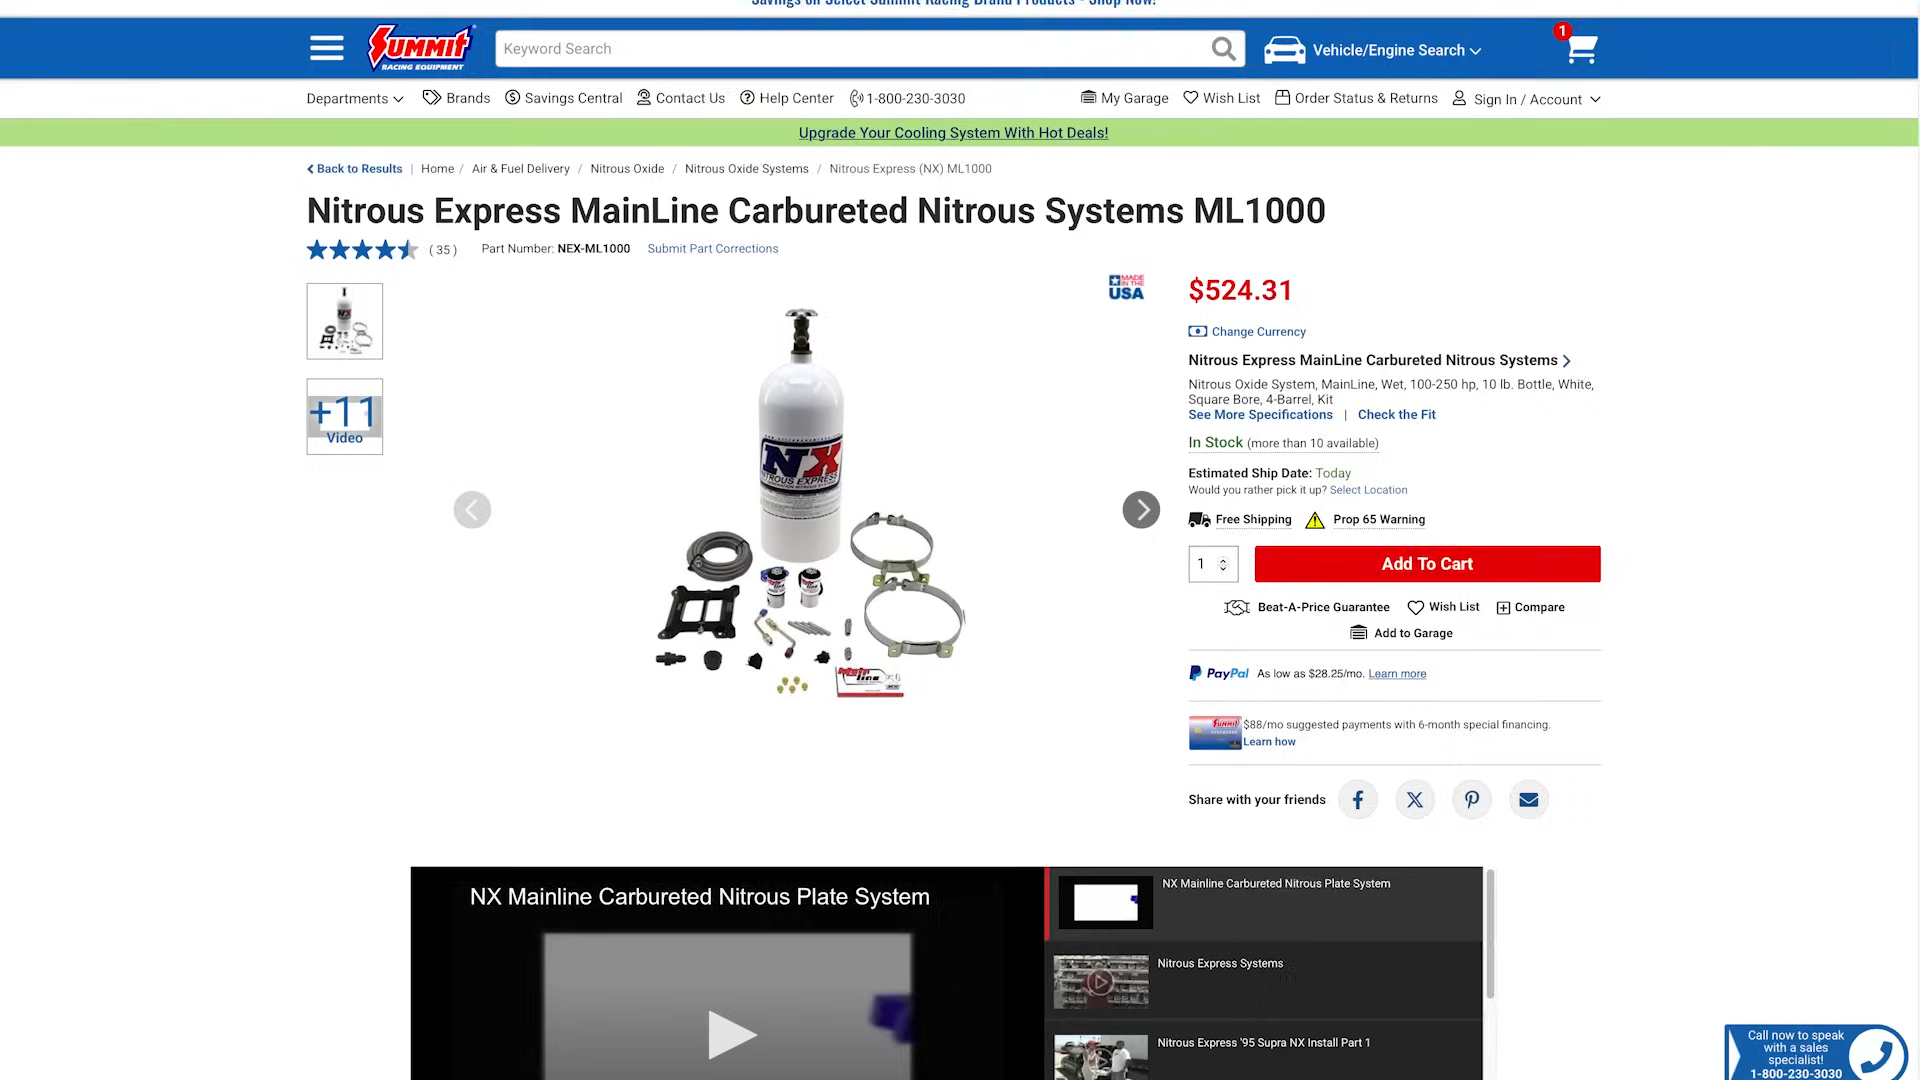 Savings on Select Summit Racing Brand Products - Shop Now!
SUMMIT
RACING EQUIPMENT
Keyword Search
Vehicle/Engine Search
1
Departments
Brands
Savings Central
Contact Us
Help Center
1-800-230-3030
My Garage
Wish List
Order Status & Returns
Sign In / Account
Upgrade Your Cooling System With Hot Deals!
Back to Results | Home / Air & Fuel Delivery / Nitrous Oxide / Nitrous Oxide Systems / Nitrous Express (NX) ML1000
Nitrous Express MainLine Carbureted Nitrous Systems ML1000
( 35 )
Part Number: NEX-ML1000
Submit Part Corrections
+11
Video
NX
NITROUS EXPRESS
MADE
IN THE
USA
$524.31
Change Currency
Nitrous Express MainLine Carbureted Nitrous Systems
Nitrous Oxide System, MainLine, Wet, 100-250 hp, 10 lb. Bottle, White,
Square Bore, 4-Barrel, Kit
See More Specifications | Check the Fit
In Stock (more than 10 available)
Estimated Ship Date: Today
Would you rather pick it up? Select Location
Free Shipping
Prop 65 Warning
1
Add To Cart
Beat-A-Price Guarantee
Wish List
Compare
Add to Garage
PayPal As low as $28.25/mo. Learn more
$88/mo suggested payments with 6-month special financing.
Learn how
Share with your friends
NX Mainline Carbureted Nitrous Plate System
NX Mainline Carbureted Nitrous Plate System
Nitrous Express Systems
Nitrous Express '95 Supra NX Install Part 1
Call now to speak
with a sales
specialist!
1-800-230-3030